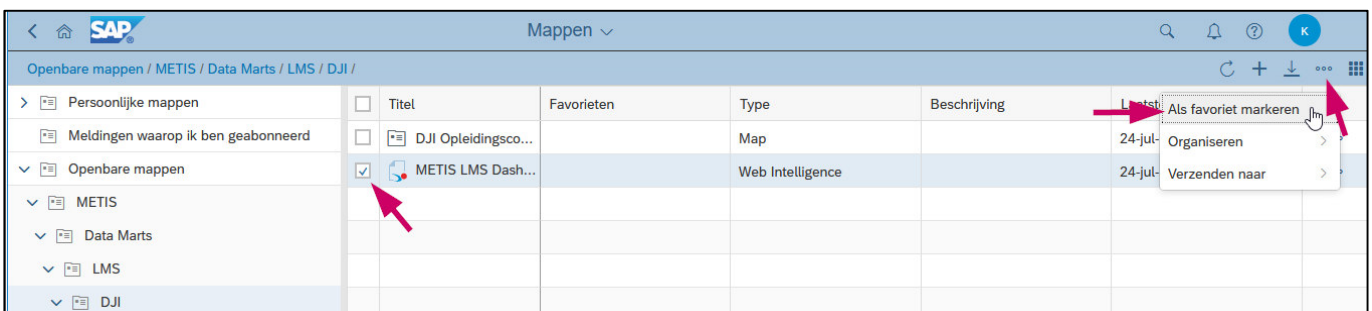 SAP
Mappen
K
Openbare mappen / METIS / Data Marts / LMS / DJI /
Persoonlijke mappen
Meldingen waarop ik ben geabonneerd
Openbare mappen
METIS
Data Marts
LMS
DJI
Titel Favorieten Type Beschrijving
DJI Opleidingsco... Map 24-jul-
METIS LMS Dash... Web Intelligence 24-jul-
Als favoriet markeren
Organiseren
Verzenden naar